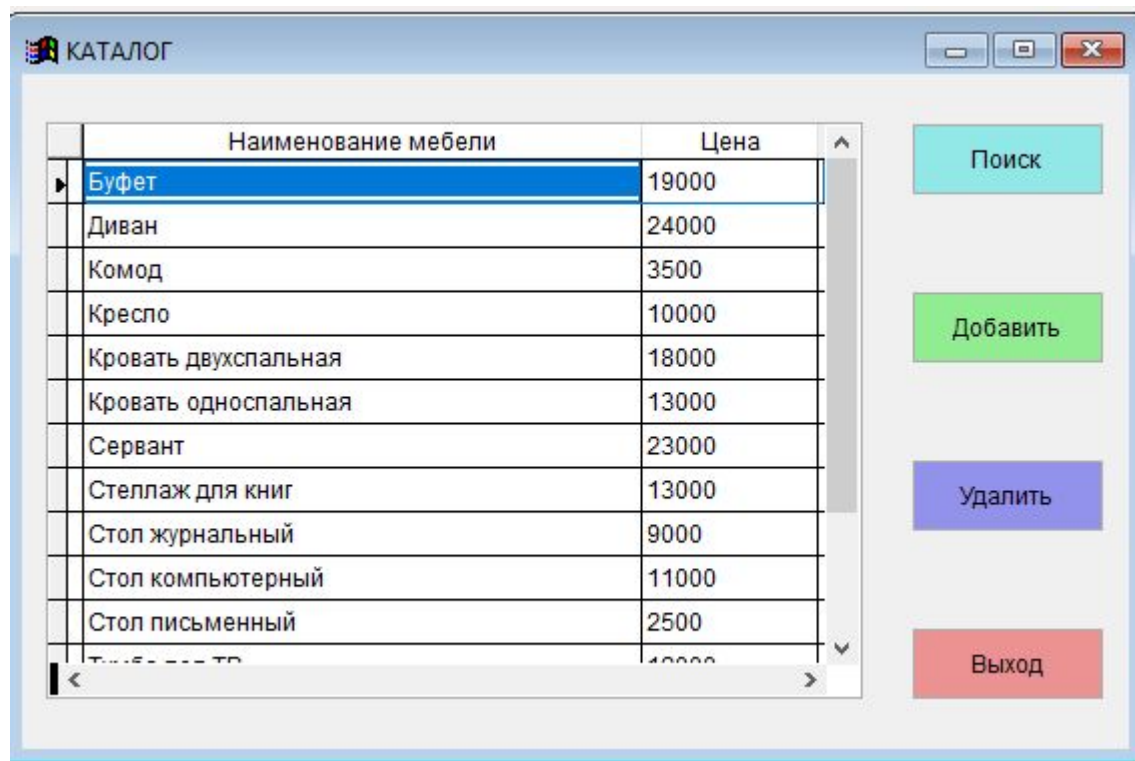 КАТАЛОГ
Наименование мебели Цена
Буфет 19000
Диван 24000
Комод 3500
Кресло 10000
Кровать двухспальная 18000
Кровать односпальная 13000
Сервант 23000
Стеллаж для книг 13000
Стол журнальный 9000
Стол компьютерный 11000
Стол письменный 2500
Поиск
Добавить
Удалить
Выход